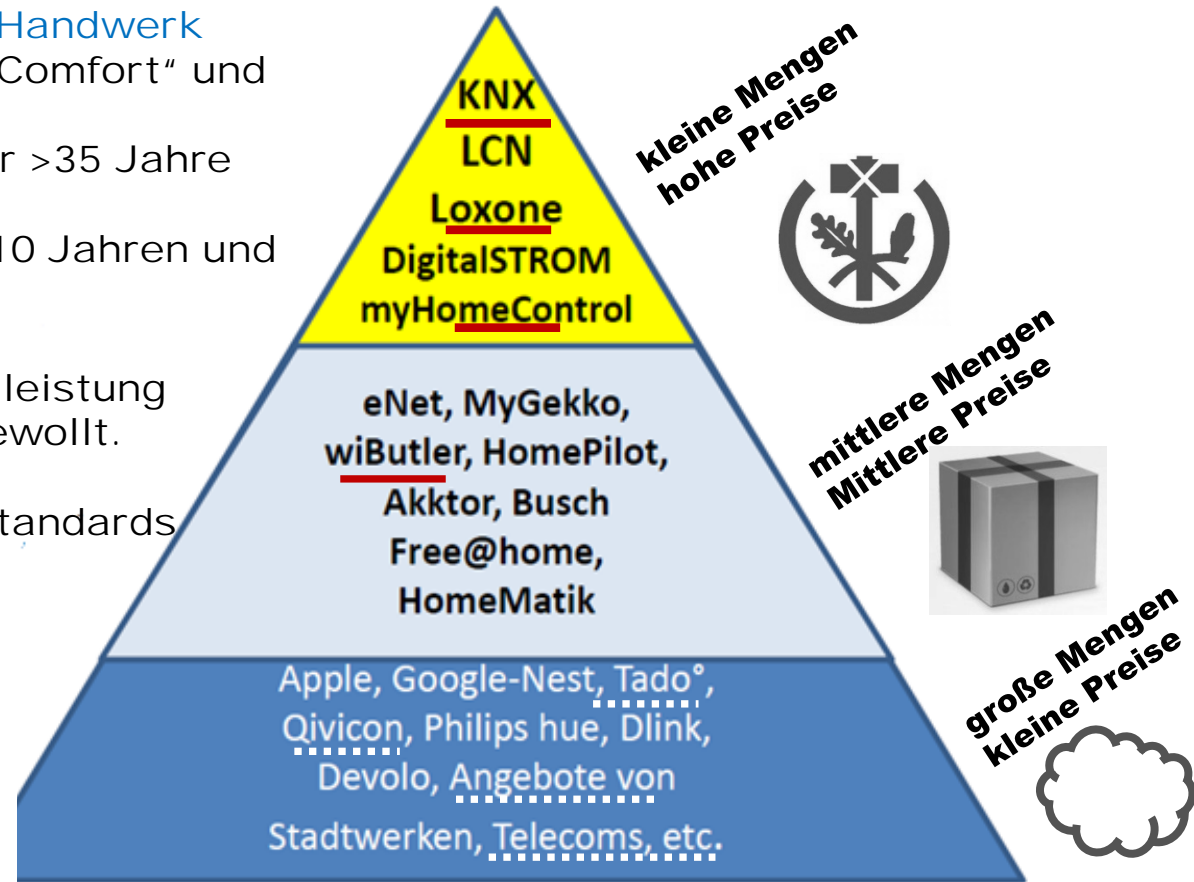 Handwerk
Comfort“ und
r >35 Jahre
10 Jahren und
leistung
ewollt.
tandards
KNX
LCN
Loxone
DigitalSTROM
myHomeControl
eNet, MyGekko,
wiButler, HomePilot,
Akktor, Busch
Free@home,
HomeMatik
Apple, Google-Nest, Tado°,
Qivicon, Philips hue, Dlink,
Devolo, Angebote von
Stadtwerken, Telecoms, etc.
kleine Mengen
hohe Preise
mittlere Mengen
Mittlere Preise
große Mengen
kleine Preise